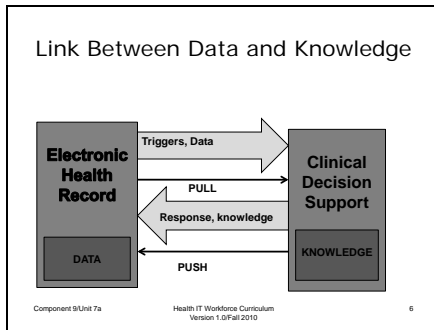 Link Between Data and Knowledge
Electronic
Health
Record
DATA
Triggers, Data
PULL
Response, knowledge
PUSH
Clinical
Decision
Support
KNOWLEDGE
Component 9/Unit 7a
Health IT Workforce Curriculum
Version 1.0/Fall 2010
6